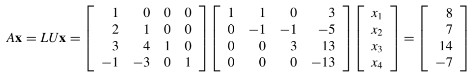 Ax = LUx = [ 1 0 0 0 ; 2 1 0 0 ; 3 4 1 0 ; −1 −3 0 1 ] [ 1 1 0 3 ; 0 −1 −1 −5 ; 0 0 3 13 ; 0 0 0 −13 ] [ x₁ ; x₂ ; x₃ ; x₄ ] = [ 8 ; 7 ; 14 ; −7 ]